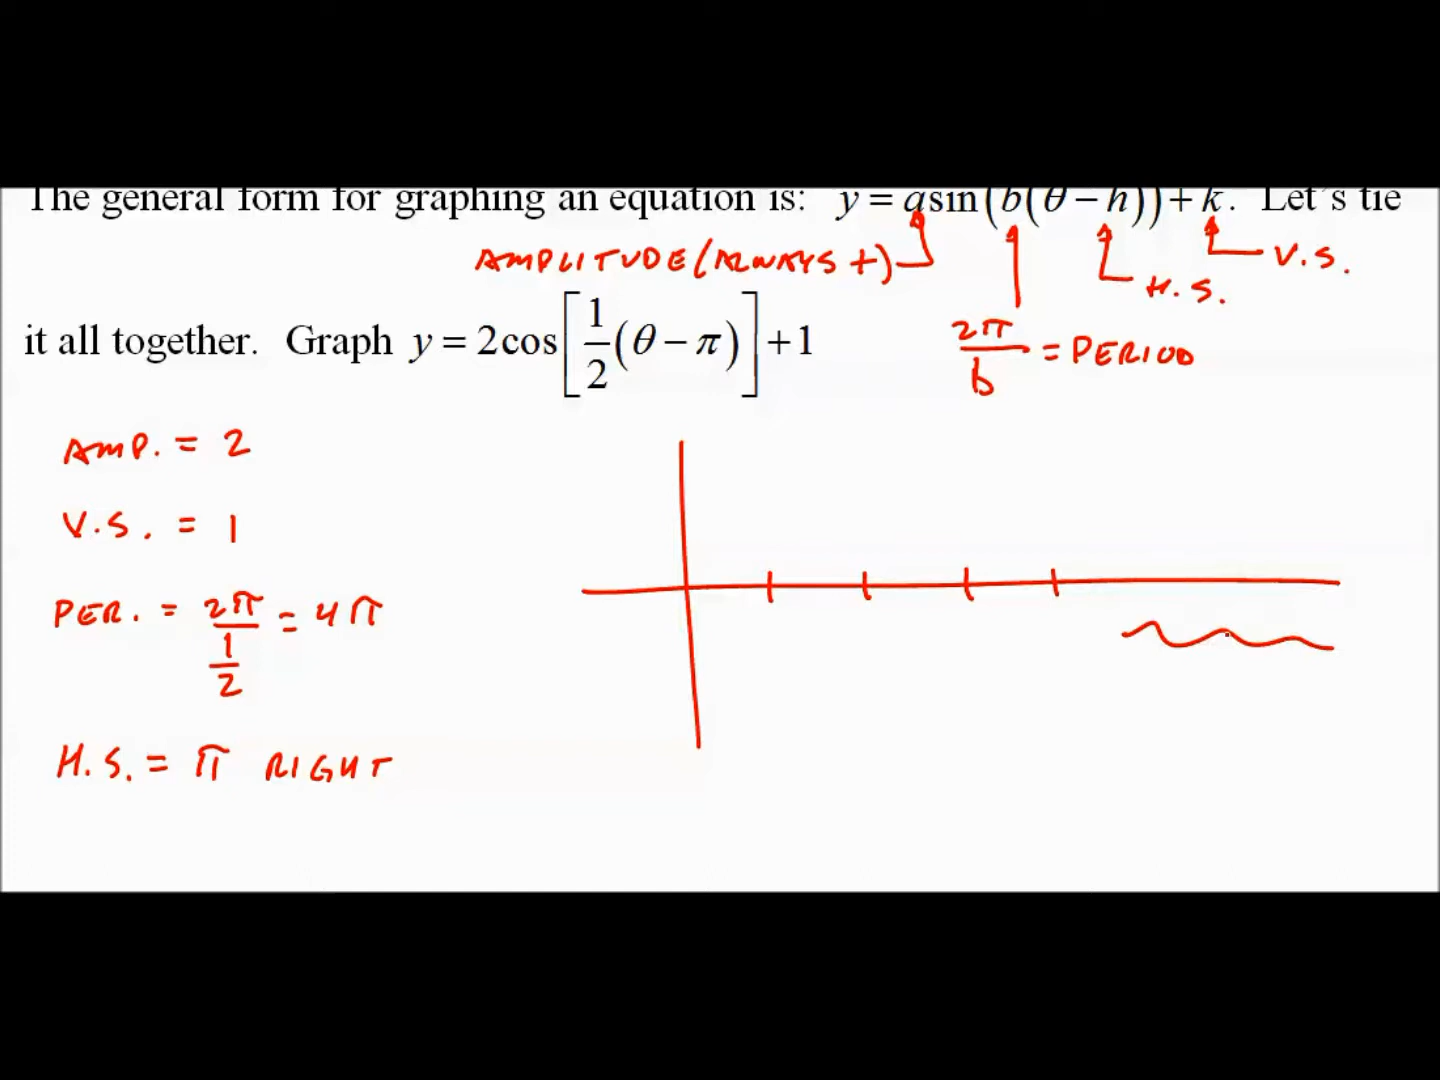 The general form for graphing an equation is: y = a sin(b(θ − h)) + k. Let's tie
AMPLITUDE (ALWAYS +)
V.S.
H.S.
it all together. Graph y = 2cos[1/2(θ − π)] + 1
2π/b = PERIOD
AMP. = 2
V.S. = 1
PER. = 2π/(1/2) = 4π
H.S. = π RIGHT